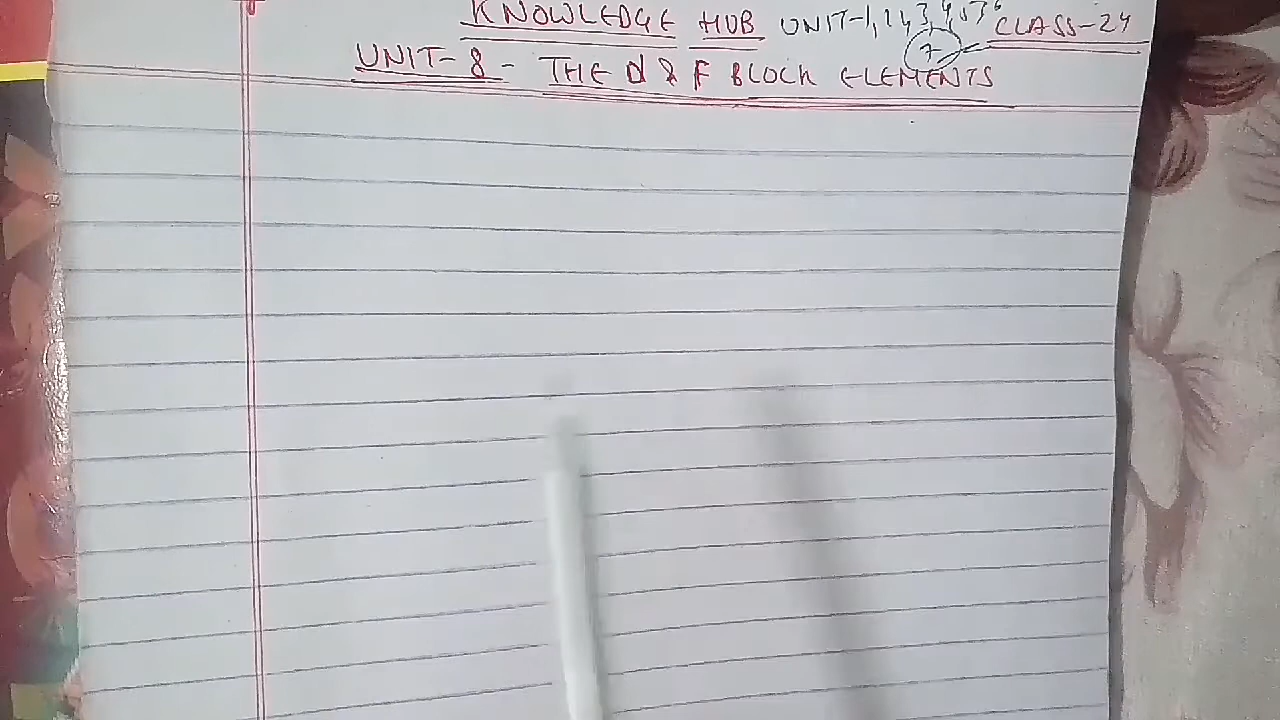 KNOWLEDGE HUB UNIT-1, 2, 3, 4, 5, 6 CLASS-24
7
UNIT-8 - THE D & F BLOCK ELEMENTS